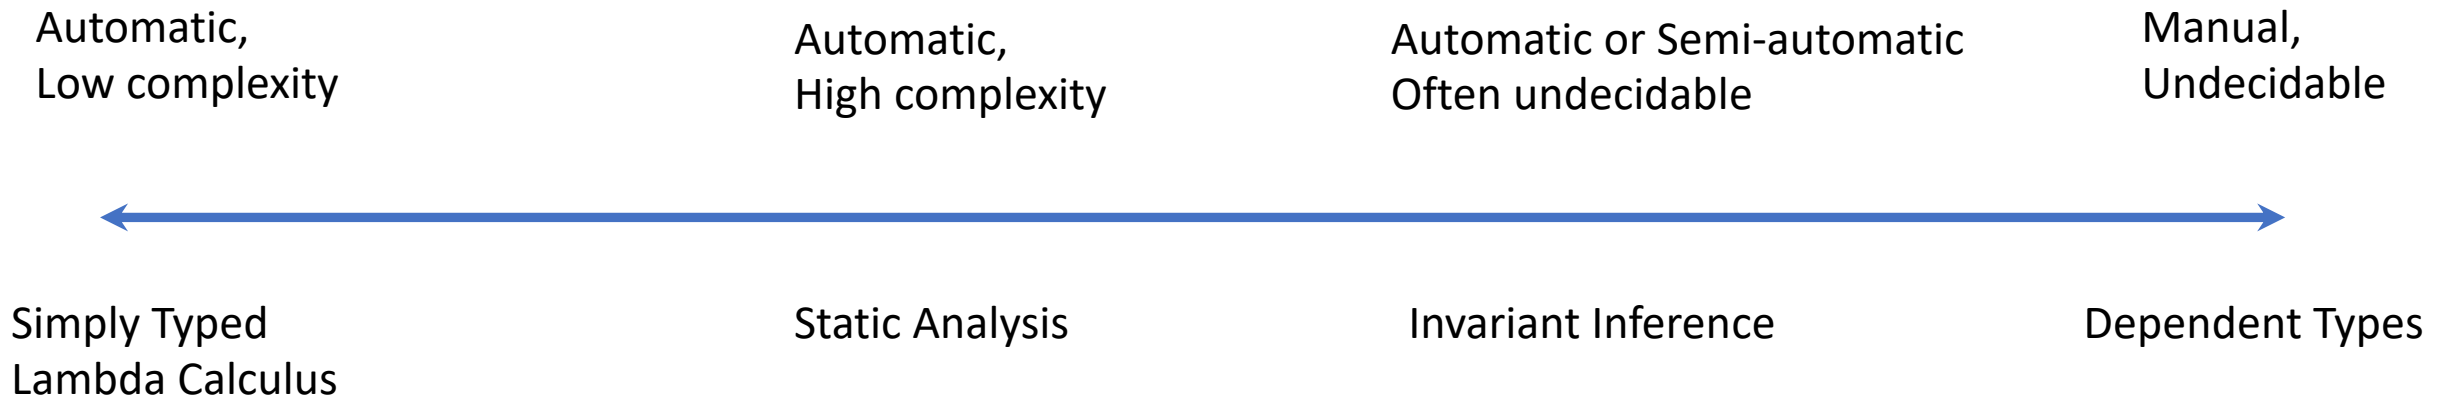 Automatic,
Low complexity
Automatic,
High complexity
Automatic or Semi-automatic
Often undecidable
Manual,
Undecidable
Simply Typed
Lambda Calculus
Static Analysis
Invariant Inference
Dependent Types